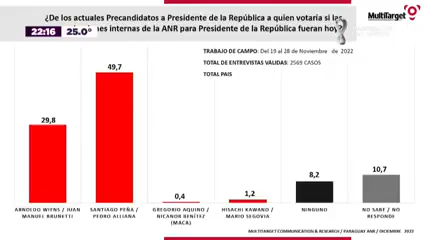 ¿De los actuales Precandidatos a Presidente de la República a quien votaría si las
nes internas de la ANR para Presidente de la República fueran hoy?
MultiTarget
22:16 25.0°
TRABAJO DE CAMPO: Del 19 al 28 de Noviembre de 2022
TOTAL DE ENTREVISTAS VÁLIDAS: 2569 CASOS
TOTAL PAIS
29,8
49,7
0,4
1,2
8,2
10,7
ARNOLDO WIENS / JUAN
MANUEL BRUNETTI
SANTIAGO PEÑA /
PEDRO ALLIANA
GREGORIO AQUINO /
NICANOR BENÍTEZ
(MACA)
HISACHI KAWANO /
MARIO SEGOVIA
NINGUNO
NO SABE / NO
RESPONDE
MULTITARGET COMMUNICATION & RESEARCH / PARAGUAY ANR / DICIEMBRE 2022